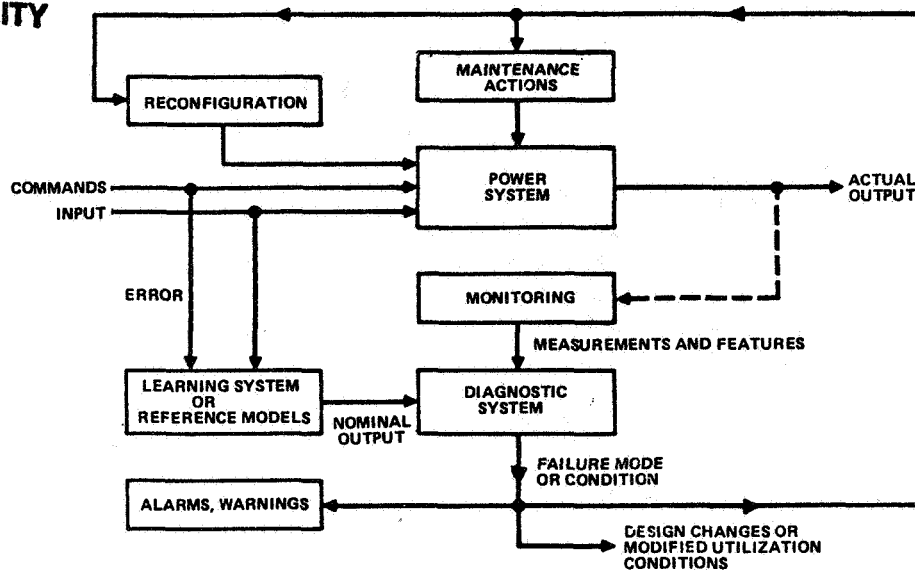 ITY
MAINTENANCE
ACTIONS
RECONFIGURATION
POWER
SYSTEM
COMMANDS
INPUT
ACTUAL
OUTPUT
ERROR
MONITORING
MEASUREMENTS AND FEATURES
LEARNING SYSTEM
OR
REFERENCE MODELS
NOMINAL
OUTPUT
DIAGNOSTIC
SYSTEM
FAILURE MODE
OR CONDITION
ALARMS, WARNINGS
DESIGN CHANGES OR
MODIFIED UTILIZATION
CONDITIONS